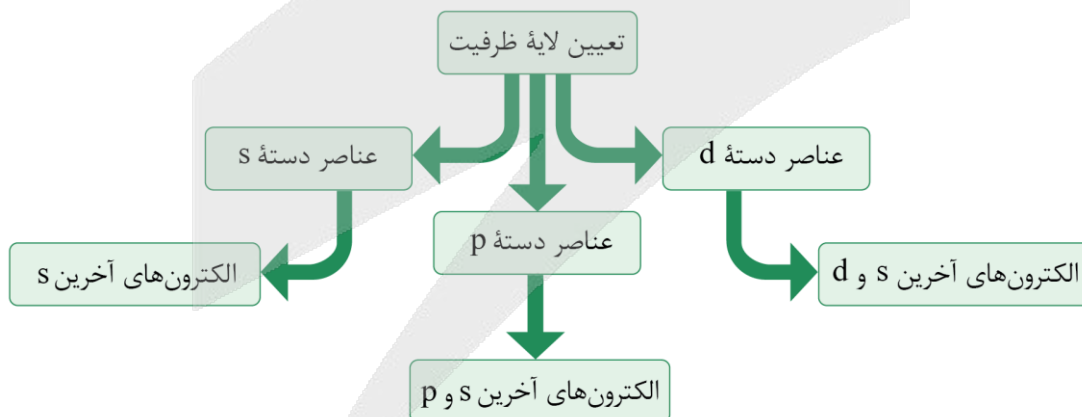 تعیین لایهٔ ظرفیت
عناصر دستهٔ d
عناصر دستهٔ s
عناصر دستهٔ p
الکترون‌های آخرین s و d
الکترون‌های آخرین s
الکترون‌های آخرین s و p